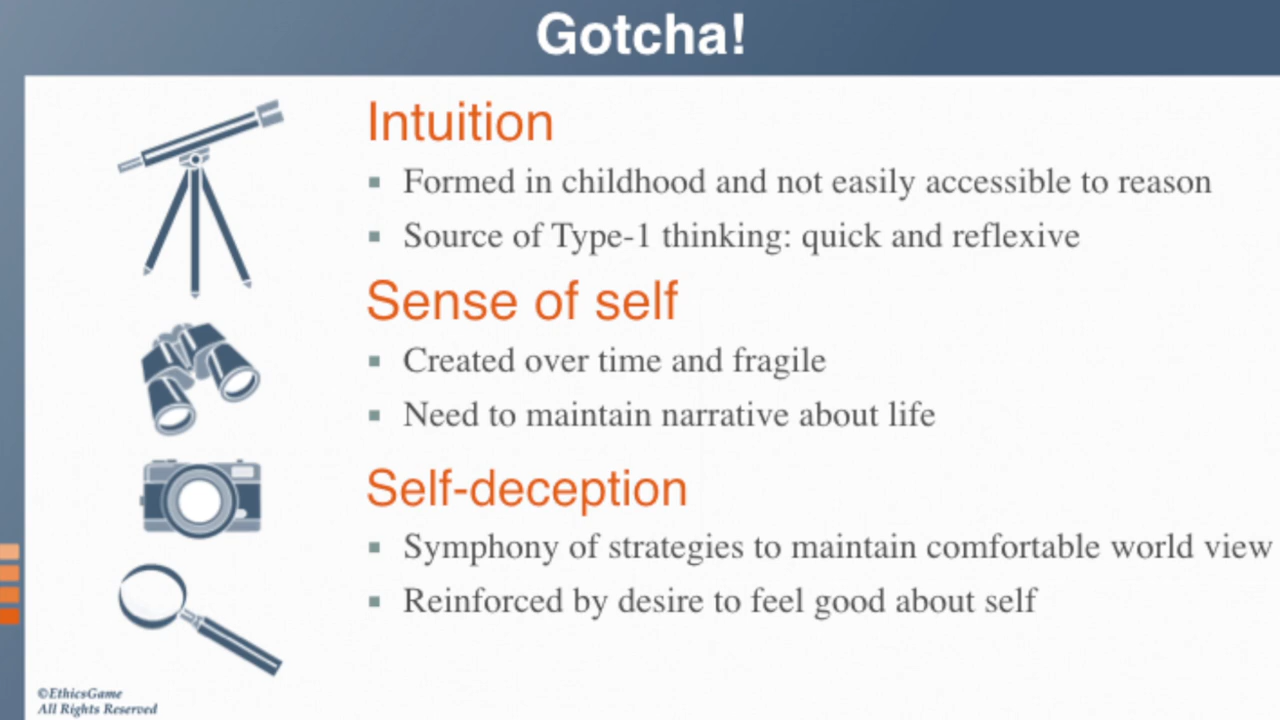 Gotcha!
Intuition
Formed in childhood and not easily accessible to reason
Source of Type-1 thinking: quick and reflexive
Sense of self
Created over time and fragile
Need to maintain narrative about life
Self-deception
Symphony of strategies to maintain comfortable world view
Reinforced by desire to feel good about self
©EthicsGame
All Rights Reserved